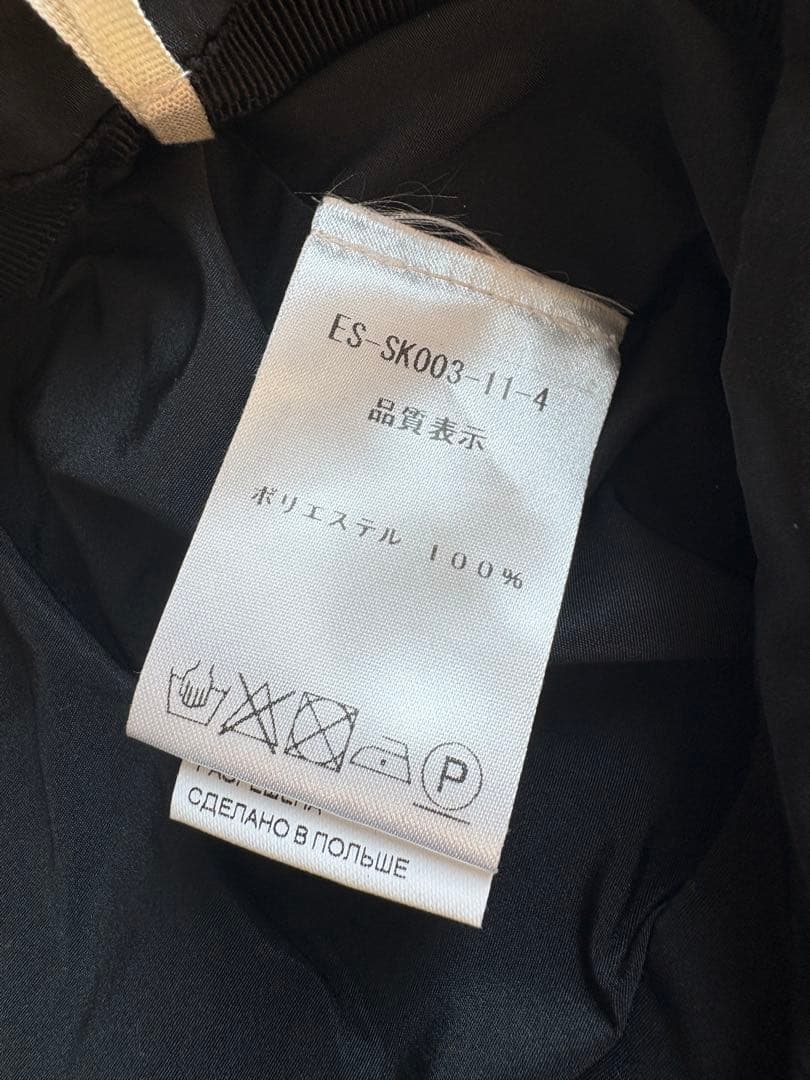 ES-SK003-11-4
品質表示
ポリエステル 100%
P
СДЕЛАНО В ПОЛЬШЕ